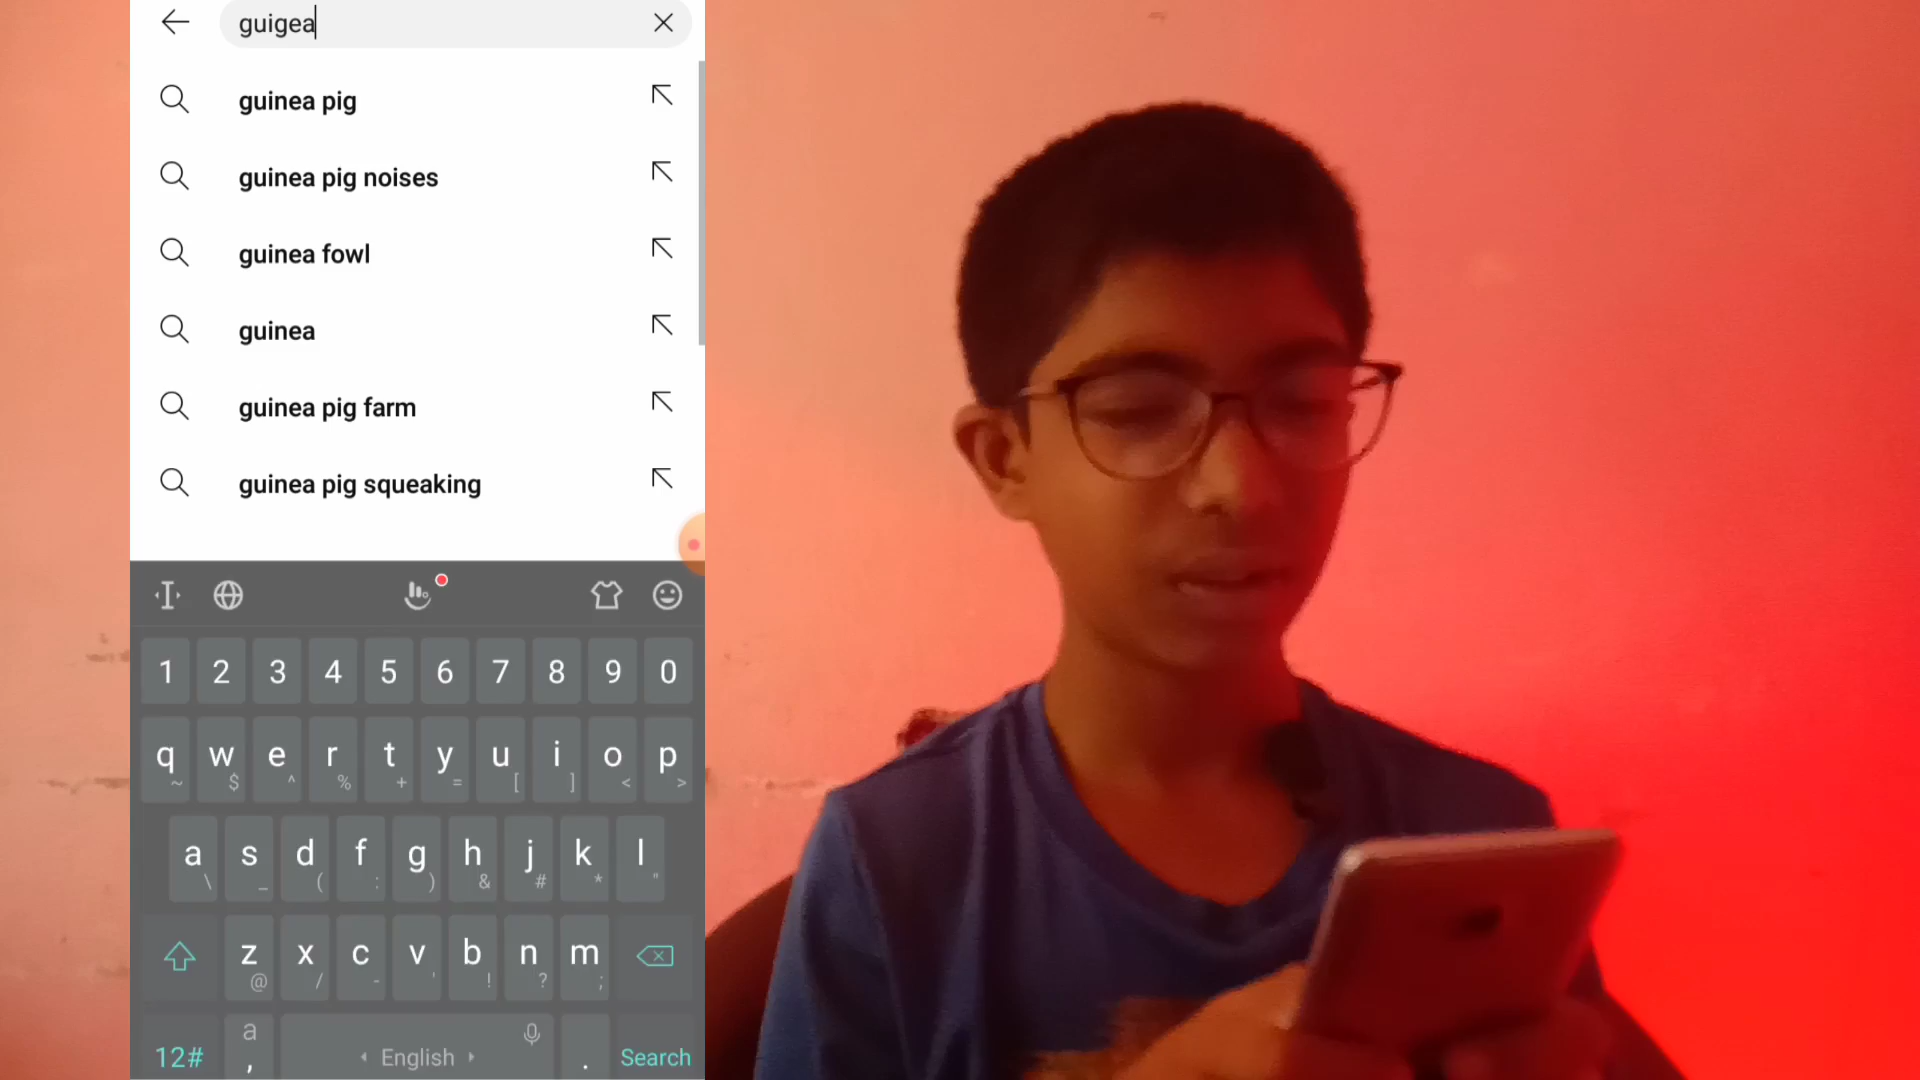 guigea
guinea pig
guinea pig noises
guinea fowl
guinea
guinea pig farm
guinea pig squeaking
1 2 3 4 5 6 7 8 9 0
q w e r t y u i o p
~ $ ^ % + = [ ] < >
a s d f g h j k l
\ _ ( : ) & # * "
z x c v b n m
@ / - ' ! ? ;
12# a , English . Search